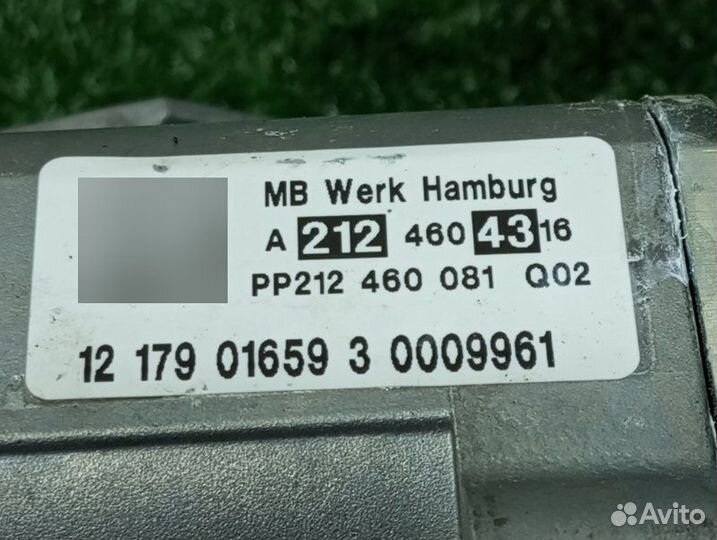 MB Werk Hamburg
A 212 460 43 16
PP212 460 081 Q02
12 179 01659 3 0009961
Avito